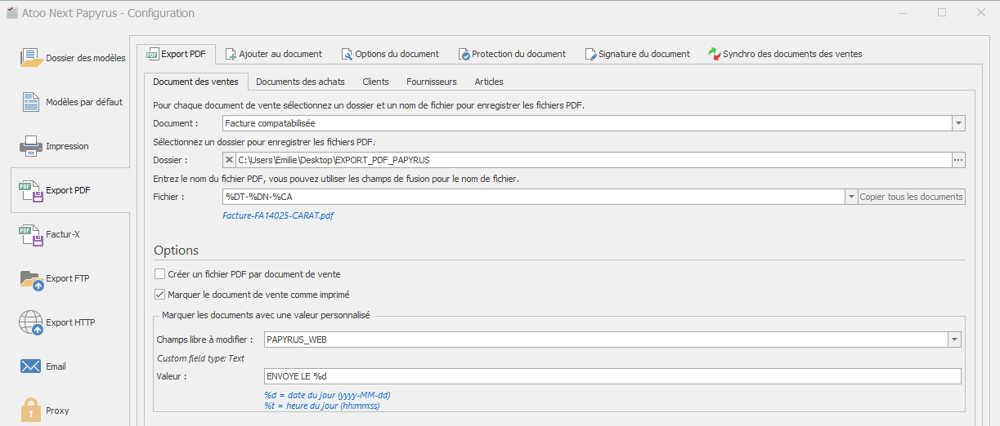 Atoo Next Papyrus - Configuration
Dossier des modèles
Modèles par défaut
Impression
Export PDF
Factur-X
Export FTP
Export HTTP
Email
Proxy
Export PDF
Ajouter au document
Options du document
Protection du document
Signature du document
Synchro des documents des ventes
Document des ventes
Documents des achats
Clients
Fournisseurs
Articles
Pour chaque document de vente sélectionnez un dossier et un nom de fichier pour enregistrer les fichiers PDF.
Document : Facture compatabilisée
Sélectionnez un dossier pour enregistrer les fichiers PDF.
Dossier : C:\Users\Emilie\Desktop\EXPORT_PDF_PAPYRUS ...
Entrez le nom du fichier PDF, vous pouvez utiliser les champs de fusion pour le nom de fichier.
Fichier : %DT-%DN-%CA Copier tous les documents
Facture-FA14025-CARAT.pdf
Options
Créer un fichier PDF par document de vente
Marquer le document de vente comme imprimé
Marquer les documents avec une valeur personnalisé
Champs libre à modifier : PAPYRUS_WEB
Custom field type: Text
Valeur : ENVOYE LE %d
%d = date du jour (yyyy-MM-dd)
%t = heure du jour (hh:mm:ss)